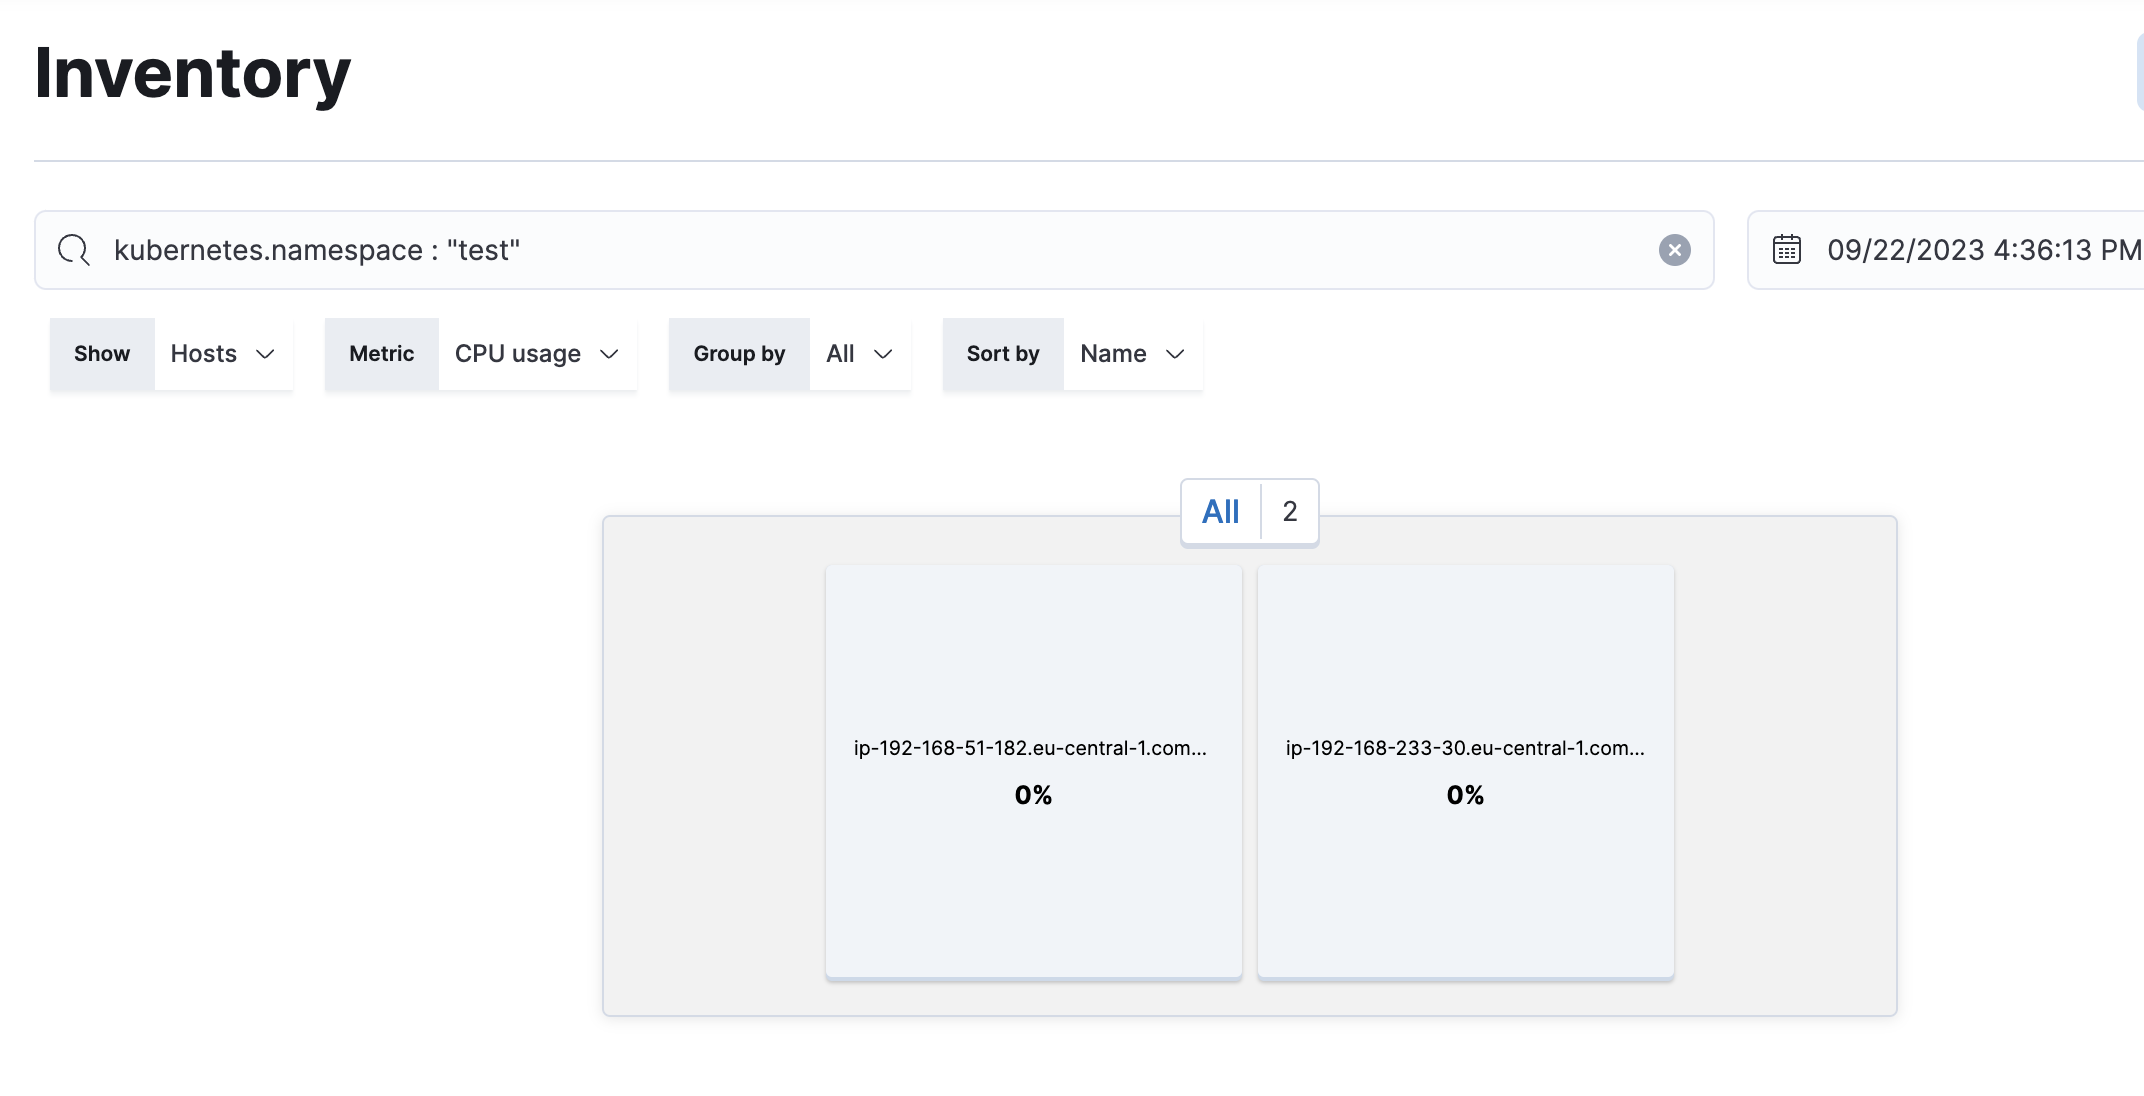 Inventory
kubernetes.namespace : "test"
09/22/2023 4:36:13 PM
Show Hosts Metric CPU usage Group by All Sort by Name
All 2
ip-192-168-51-182.eu-central-1.com... ip-192-168-233-30.eu-central-1.com...
0% 0%